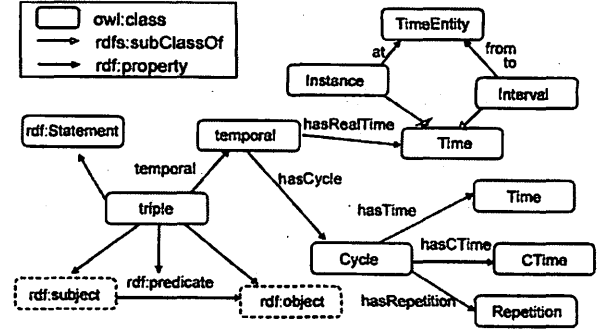 owl:class
rdfs:subClassOf
rdf:property
TimeEntity
at
from
to
Instance
Interval
rdf:Statement
temporal
hasRealTime
Time
temporal
hasCycle
triple
hasTime
Time
rdf:predicate
Cycle
hasCTime
CTime
rdf:subject
rdf:object
hasRepetition
Repetition